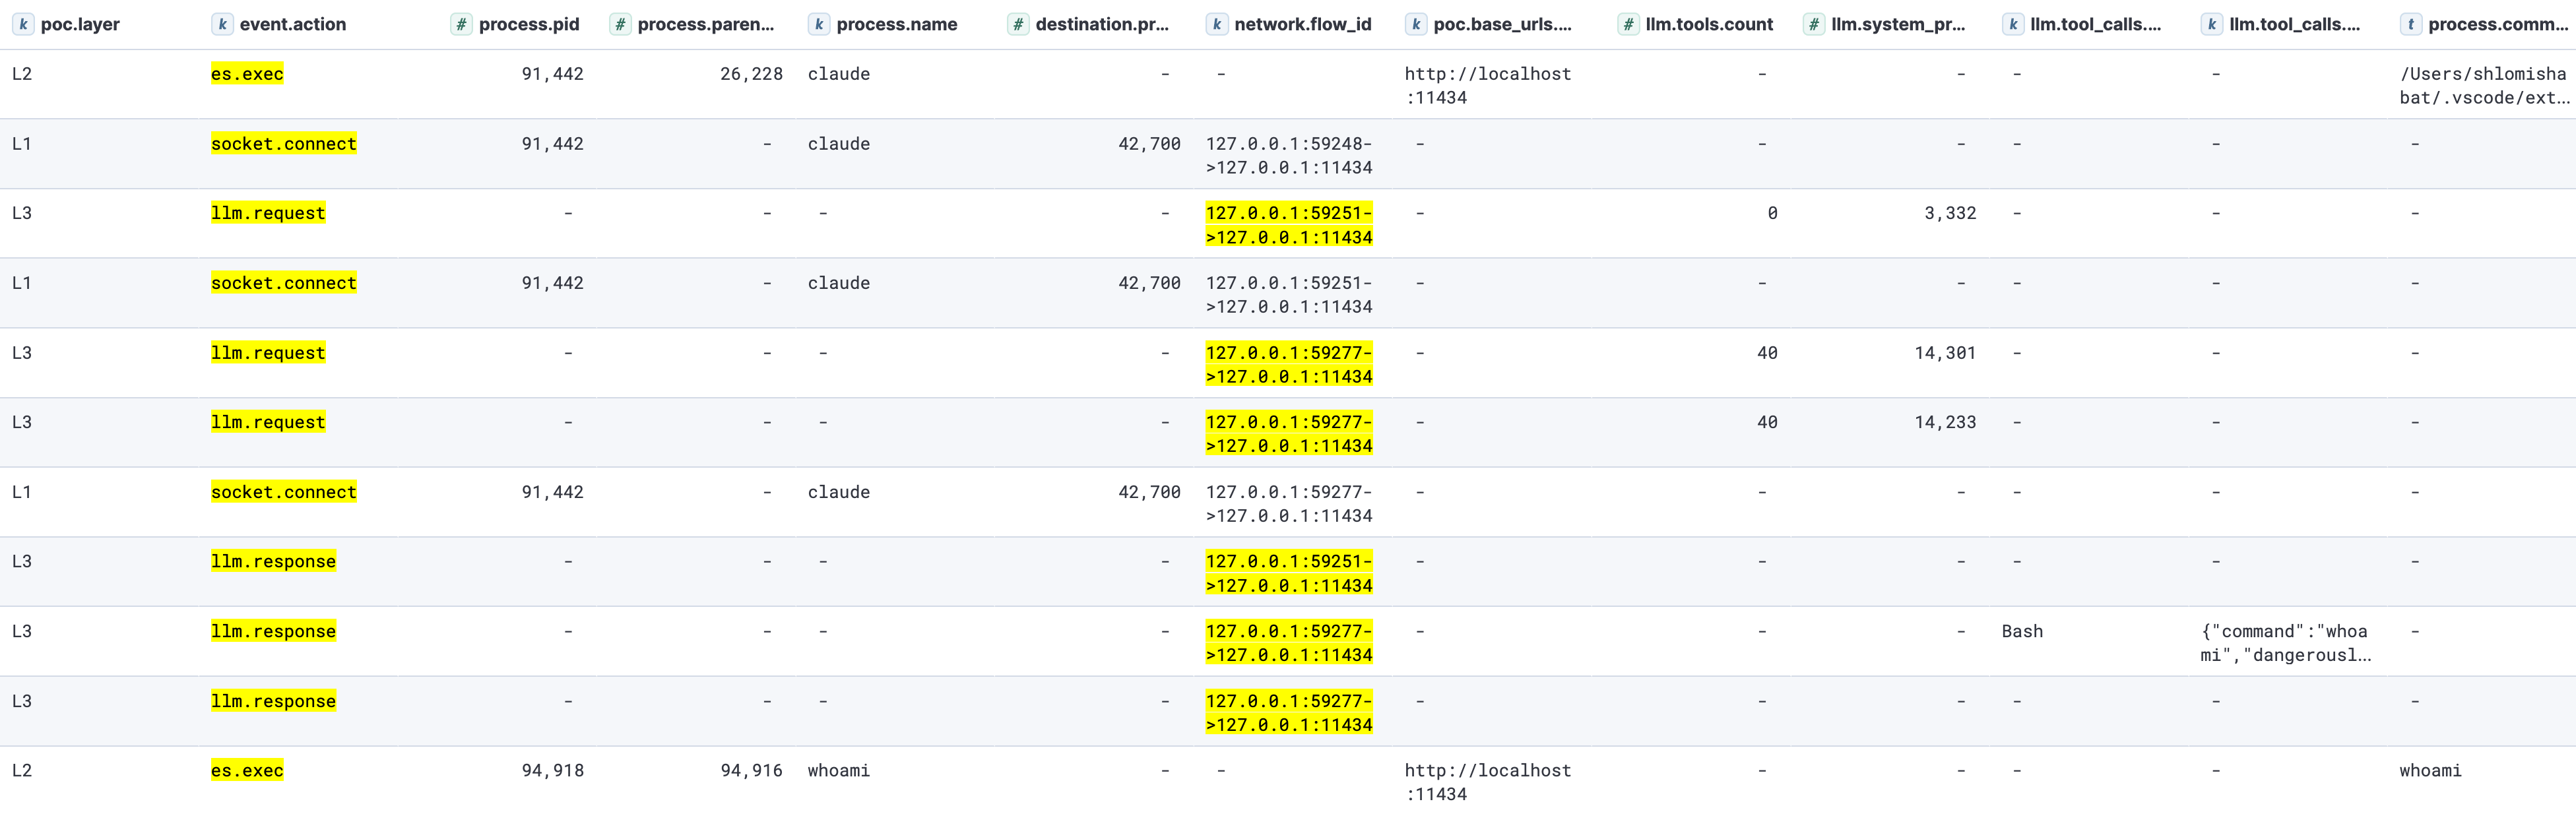 k poc.layer k event.action # process.pid # process.paren... k process.name # destination.pr... k network.flow_id k poc.base_urls.... # llm.tools.count # llm.system_pr... k llm.tool_calls.... k llm.tool_calls.... t process.comm...
L2 es.exec 91,442 26,228 claude - - http://localhost - - - - /Users/shlomisha
:11434 bat/.vscode/ext...
L1 socket.connect 91,442 - claude 42,700 127.0.0.1:59248- - - - - - -
>127.0.0.1:11434
L3 llm.request - - - - 127.0.0.1:59251- - 0 3,332 - - -
>127.0.0.1:11434
L1 socket.connect 91,442 - claude 42,700 127.0.0.1:59251- - - - - - -
>127.0.0.1:11434
L3 llm.request - - - - 127.0.0.1:59277- - 40 14,301 - - -
>127.0.0.1:11434
L3 llm.request - - - - 127.0.0.1:59277- - 40 14,233 - - -
>127.0.0.1:11434
L1 socket.connect 91,442 - claude 42,700 127.0.0.1:59277- - - - - - -
>127.0.0.1:11434
L3 llm.response - - - - 127.0.0.1:59251- - - - - - -
>127.0.0.1:11434
L3 llm.response - - - - 127.0.0.1:59277- - - - Bash {"command":"whoa -
>127.0.0.1:11434 mi","dangerousl...
L3 llm.response - - - - 127.0.0.1:59277- - - - - - -
>127.0.0.1:11434
L2 es.exec 94,918 94,916 whoami - - http://localhost - - - - whoami
:11434